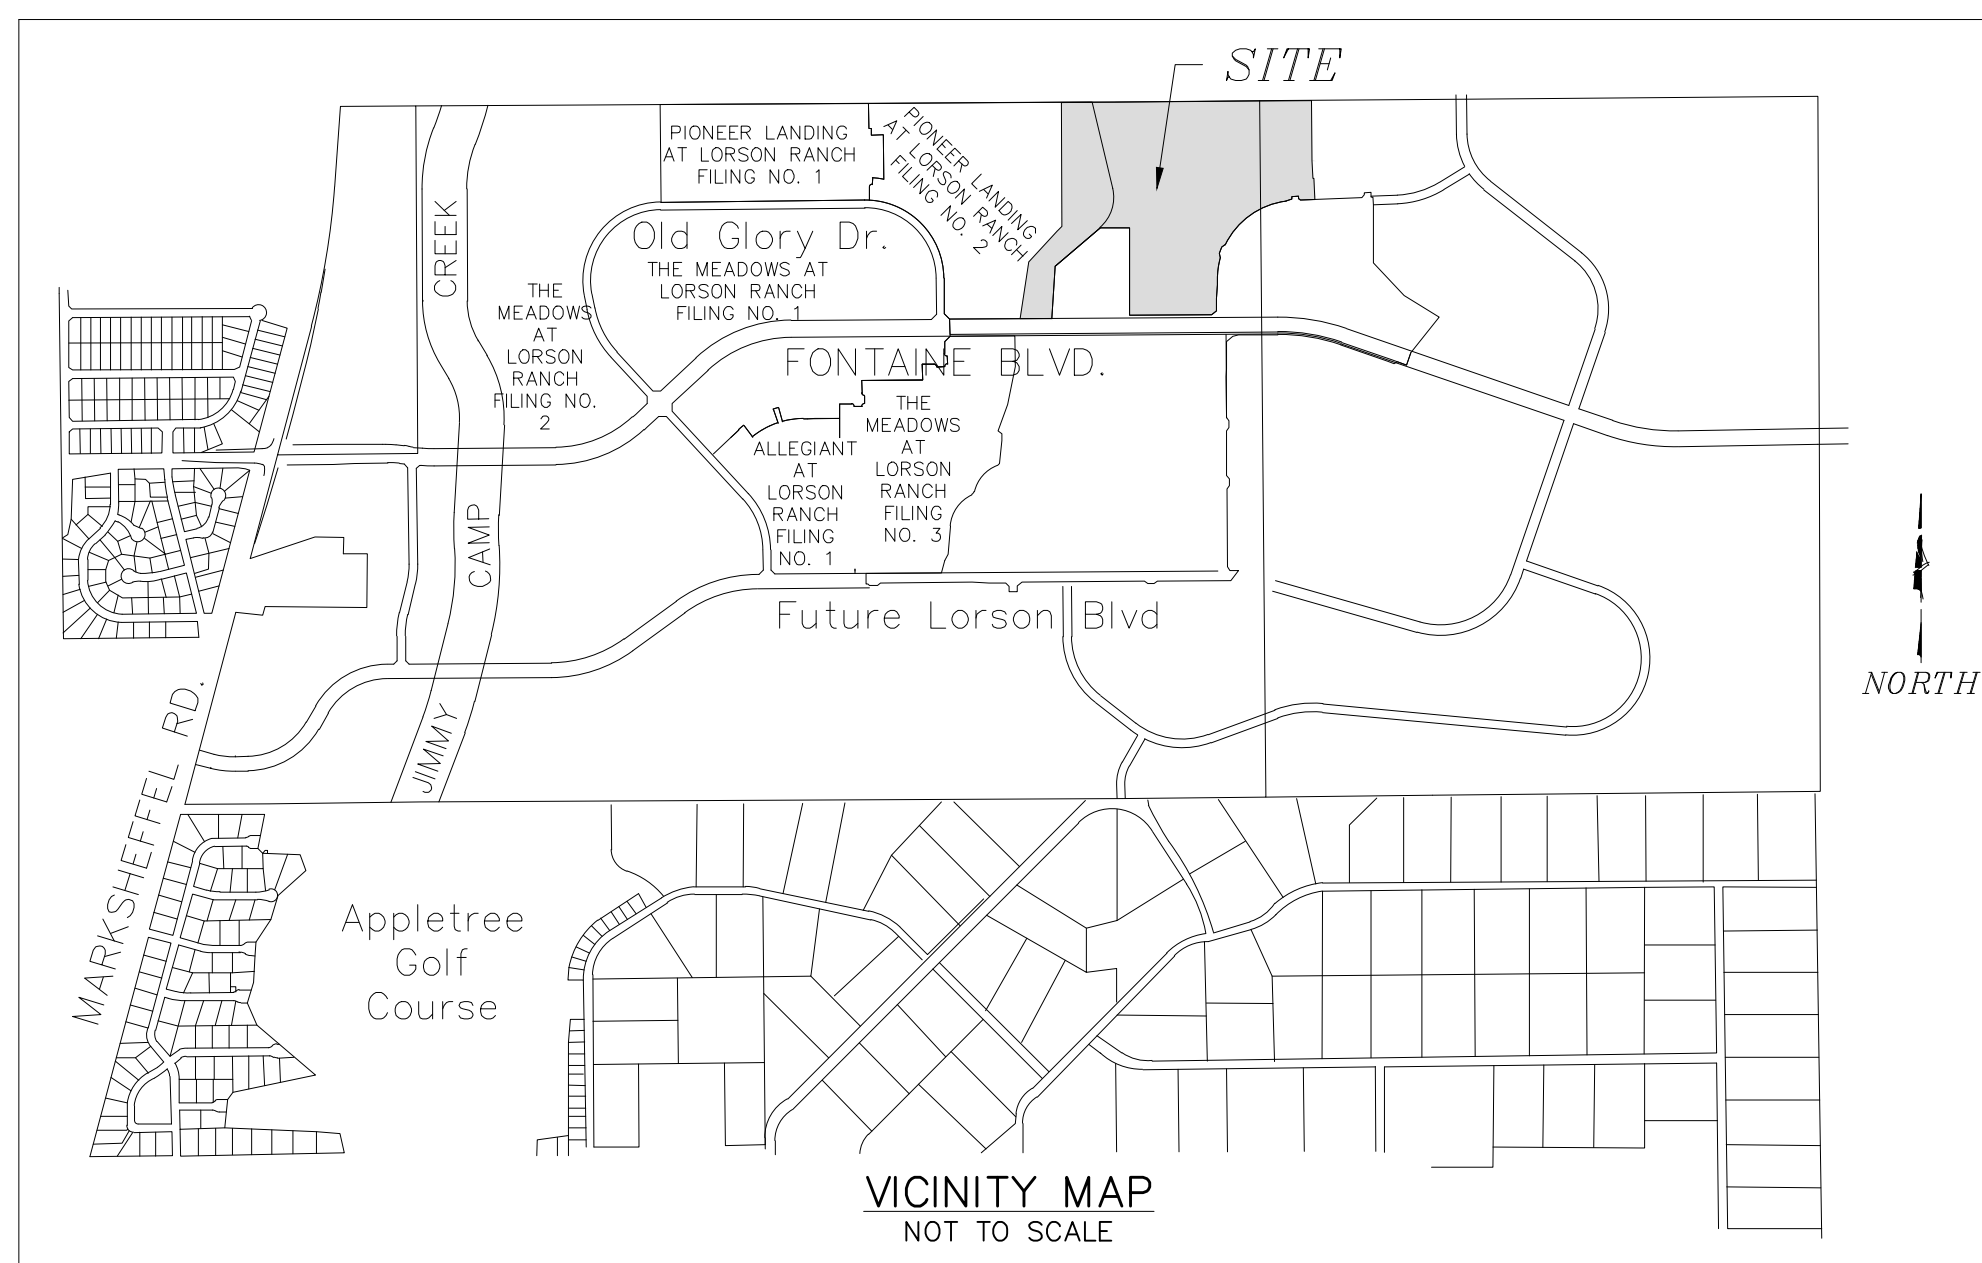 SITE
PIONEER LANDING
AT LORSON RANCH
FILING NO. 1
PIONEER LANDING
AT LORSON RANCH
FILING NO. 2
Old Glory Dr.
THE MEADOWS AT
LORSON RANCH
FILING NO. 1
THE
MEADOWS
AT
LORSON
RANCH
FILING NO.
2
FONTAINE BLVD.
THE
MEADOWS
AT
LORSON
RANCH
FILING
NO. 3
ALLEGIANT
AT
LORSON
RANCH
FILING
NO. 1
JIMMY CAMP CREEK
Future Lorson Blvd
NORTH
MARKSHEFFEL RD.
Appletree
Golf
Course
VICINITY MAP
NOT TO SCALE